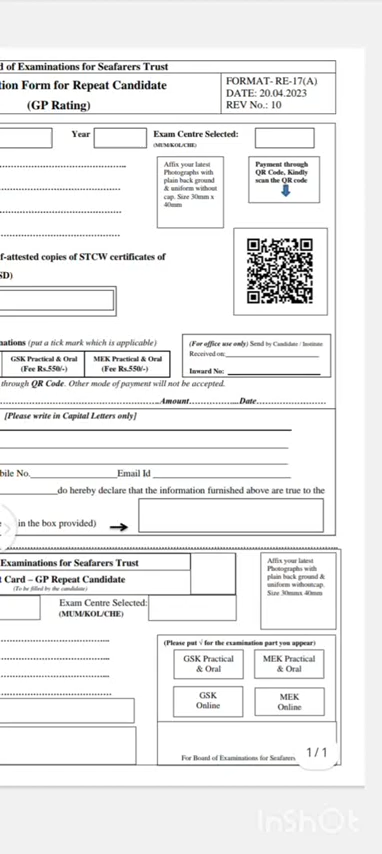 d of Examinations for Seafarers Trust
tion Form for Repeat Candidate
(GP Rating)
FORMAT- RE-17(A)
DATE: 20.04.2023
REV No.: 10
Year
Exam Centre Selected:
(MUM/KOL/CHE)
Affix your latest
Photographs with
plain back ground
& uniform without
cap. Size 30mm x
40mm
Payment through
QR Code, Kindly
scan the QR code
f-attested copies of STCW certificates of
SD)
nations (put a tick mark which is applicable)
GSK Practical & Oral
(Fee Rs.550/-)
MEK Practical & Oral
(Fee Rs.550/-)
(For office use only) Send by Candidate / Institute
Received on:
Inward No:
through QR Code. Other mode of payment will not be accepted.
Amount
Date
[Please write in Capital Letters only]
bile No.
Email Id
do hereby declare that the information furnished above are true to the
in the box provided)
Examinations for Seafarers Trust
t Card – GP Repeat Candidate
(To be filled by the candidate)
Exam Centre Selected:
(MUM/KOL/CHE)
Affix your latest
Photographs with
plain back ground &
uniform withoutcap.
Size 30mmx 40mm
(Please put √ for the examination part you appear)
GSK Practical
& Oral
MEK Practical
& Oral
GSK
Online
MEK
Online
For Board of Examinations for Seafarers
1/1
InShOt